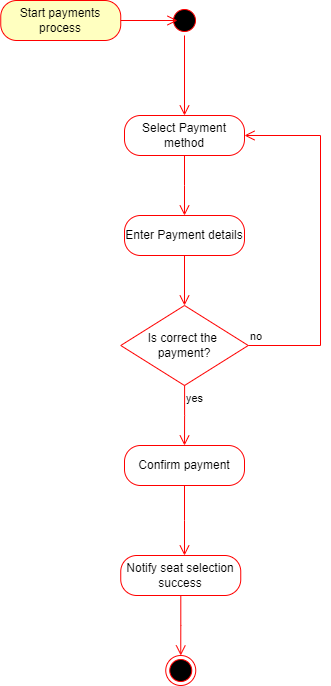 Start payments
process
Select Payment
method
Enter Payment details
Is correct the
payment?
no
yes
Confirm payment
Notify seat selection
success